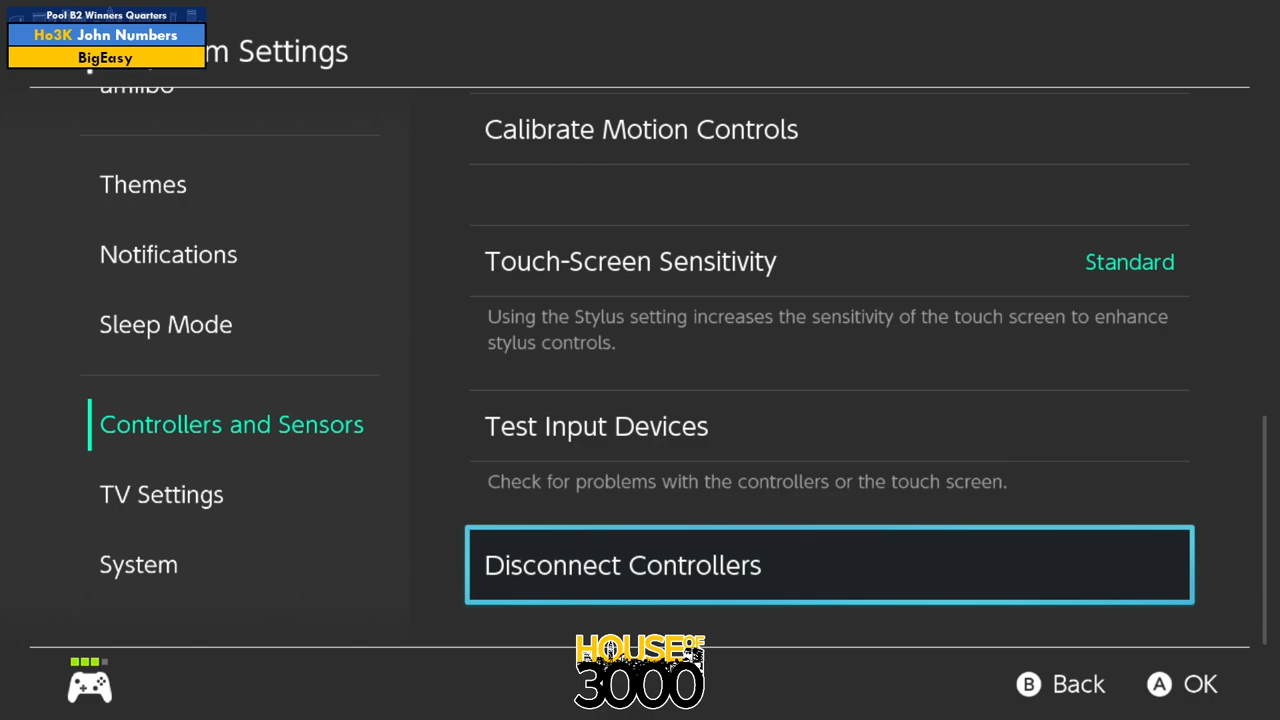 Pool B2 Winners Quarters
Ho3K John Numbers
BigEasy
m Settings
amiibo
Themes
Notifications
Sleep Mode
Controllers and Sensors
TV Settings
System
Calibrate Motion Controls
Touch-Screen Sensitivity Standard
Using the Stylus setting increases the sensitivity of the touch screen to enhance
stylus controls.
Test Input Devices
Check for problems with the controllers or the touch screen.
Disconnect Controllers
HOUSE OF
3000
B Back A OK